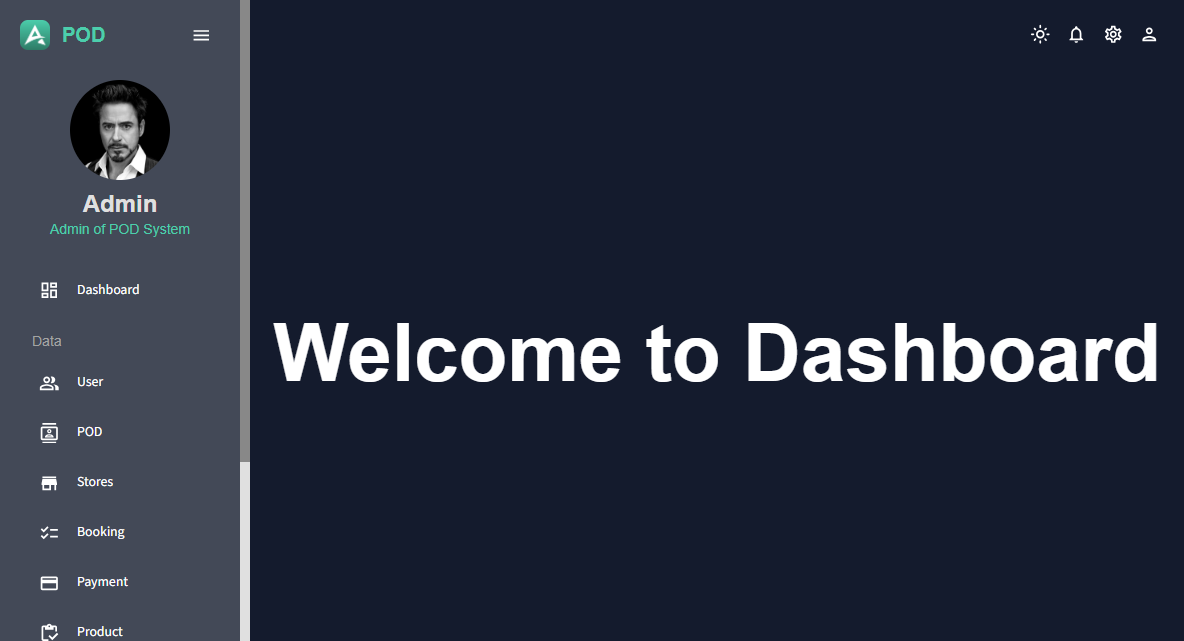 POD
Admin
Admin of POD System
Dashboard
Data
User
POD
Stores
Booking
Payment
Product
Welcome to Dashboard